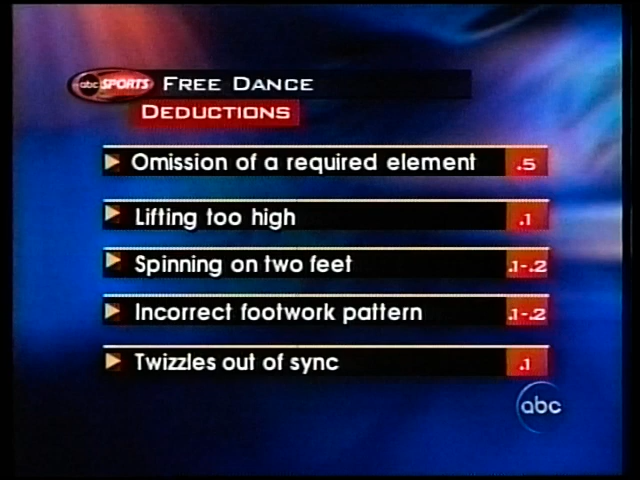 abc SPORTS FREE DANCE
DEDUCTIONS
Omission of a required element .5
Lifting too high .1
Spinning on two feet .1-.2
Incorrect footwork pattern .1-.2
Twizzles out of sync .1
abc